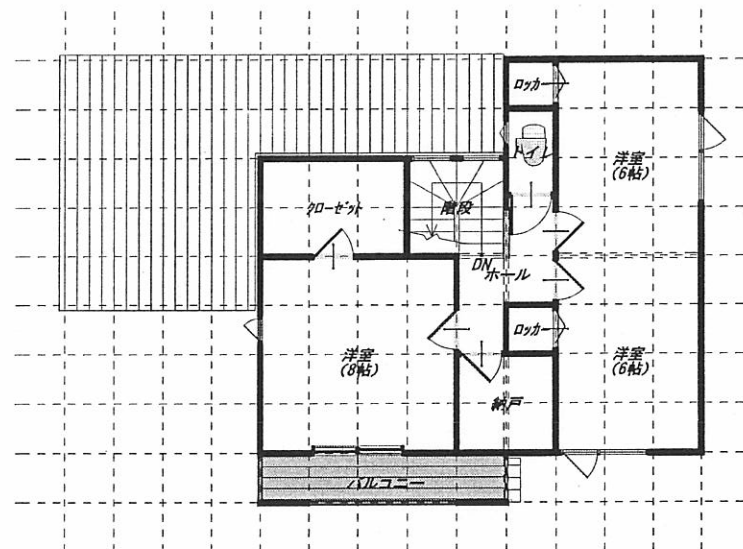 ロッカー
トイレ
洋室
(6帖)
クローゼット
階段
DN
ホール
ロッカー
洋室
(8帖)
洋室
(6帖)
納戸
バルコニー